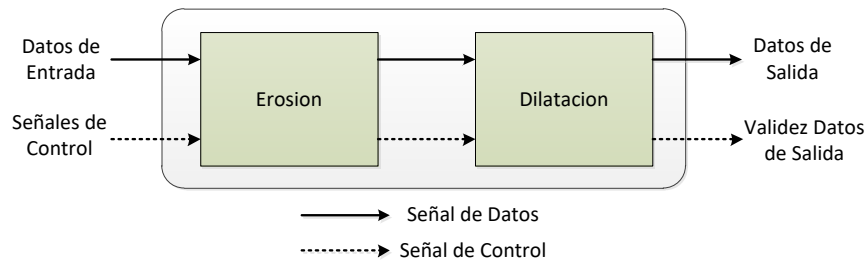 Datos de
Entrada
Señales de
Control
Erosion
Dilatacion
Datos de
Salida
Validez Datos
de Salida
Señal de Datos
Señal de Control